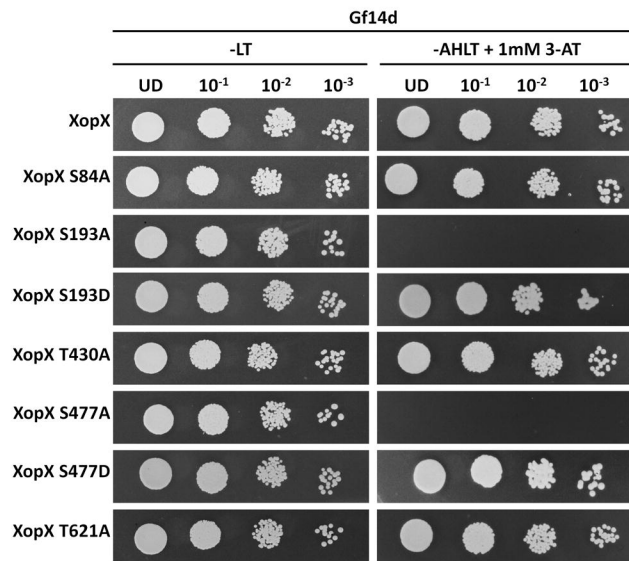 Gf14d
-LT
-AHLT + 1mM 3-AT
UD 10⁻¹ 10⁻² 10⁻³ UD 10⁻¹ 10⁻² 10⁻³
XopX
XopX S84A
XopX S193A
XopX S193D
XopX T430A
XopX S477A
XopX S477D
XopX T621A